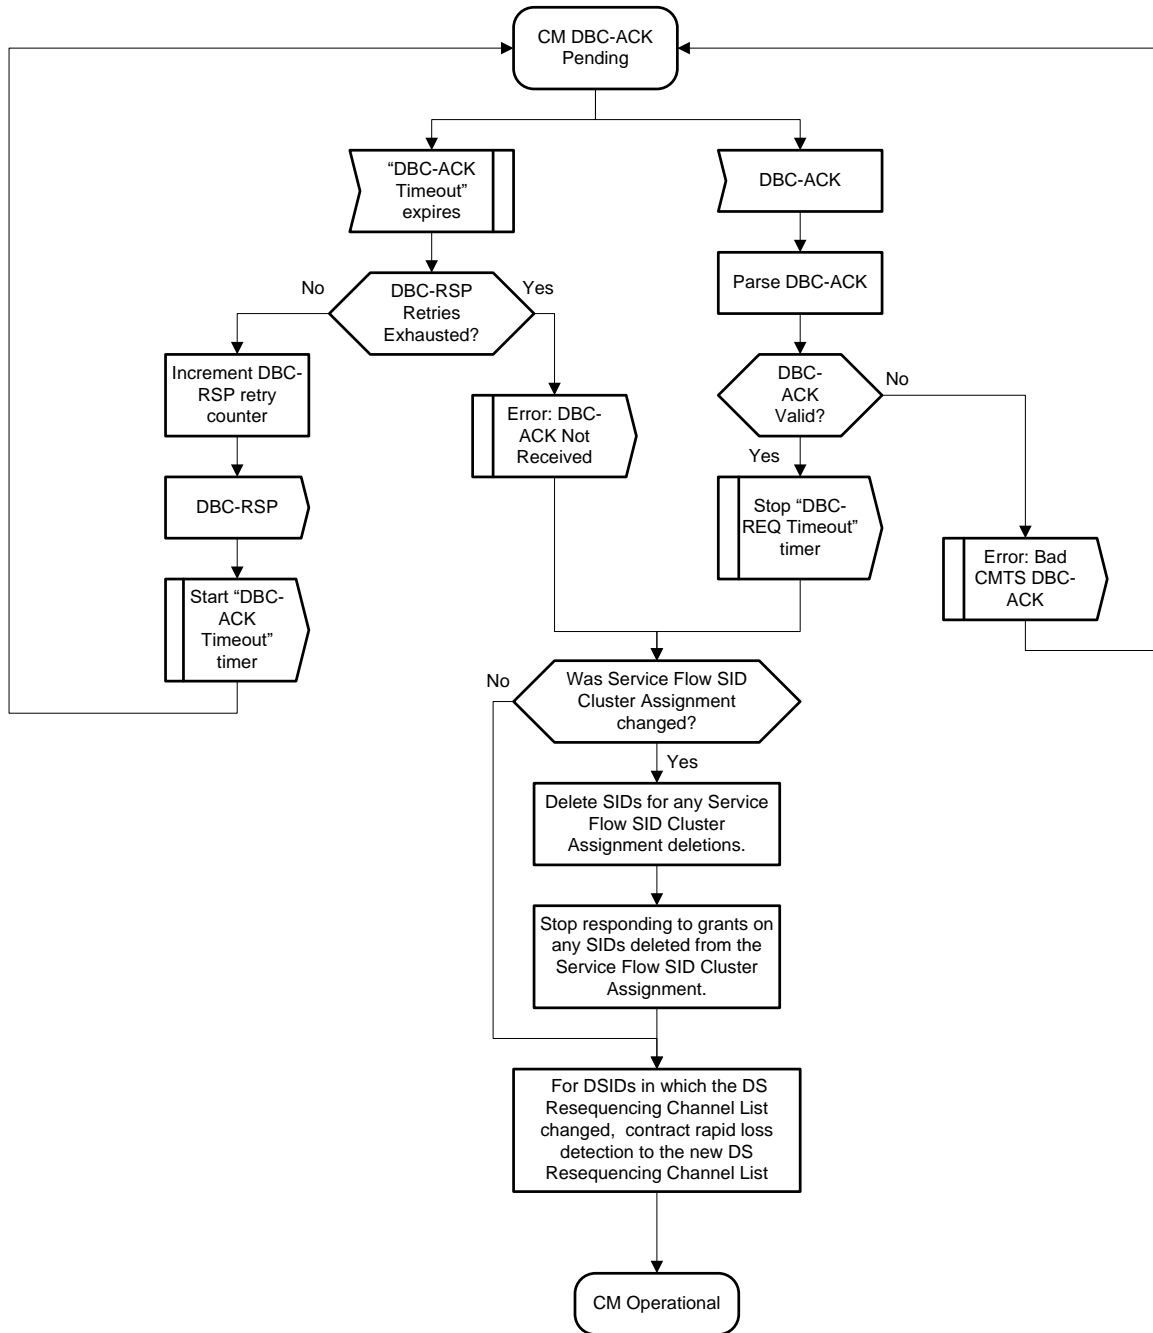 CM DBC-ACK
Pending
“DBC-ACK
Timeout”
expires
DBC-ACK
Parse DBC-ACK
No
DBC-RSP
Retries
Exhausted?
Yes
Increment DBC-
RSP retry
counter
DBC-
ACK
Valid?
No
Error: DBC-
ACK Not
Received
Yes
DBC-RSP
Stop “DBC-
REQ Timeout”
timer
Error: Bad
CMTS DBC-
ACK
Start “DBC-
ACK
Timeout”
timer
No
Was Service Flow SID
Cluster Assignment
changed?
Yes
Delete SIDs for any Service
Flow SID Cluster
Assignment deletions.
Stop responding to grants on
any SIDs deleted from the
Service Flow SID Cluster
Assignment.
For DSIDs in which the DS
Resequencing Channel List
changed, contract rapid loss
detection to the new DS
Resequencing Channel List
CM Operational